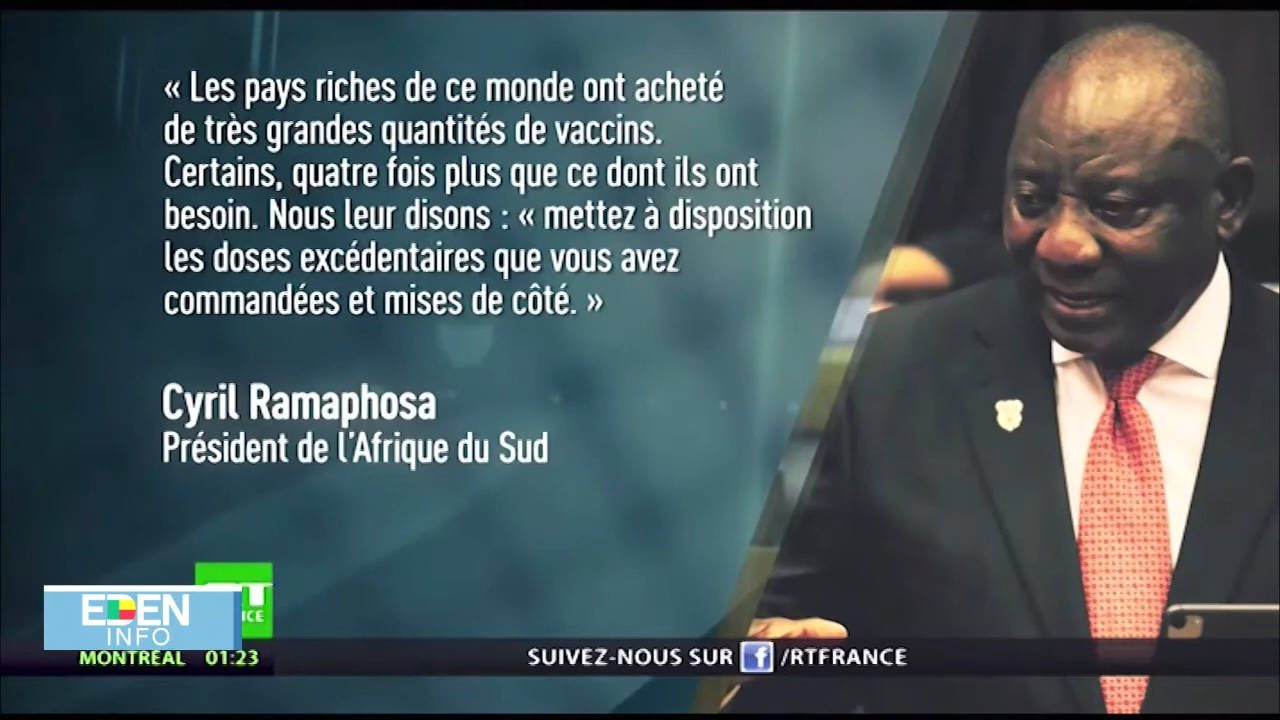 « Les pays riches de ce monde ont acheté
de très grandes quantités de vaccins.
Certains, quatre fois plus que ce dont ils ont
besoin. Nous leur disons : « mettez à disposition
les doses excédentaires que vous avez
commandées et mises de côté. »
Cyril Ramaphosa
Président de l'Afrique du Sud
EDEN
INFO
MONTRÉAL 01:23
SUIVEZ-NOUS SUR f /RTFRANCE